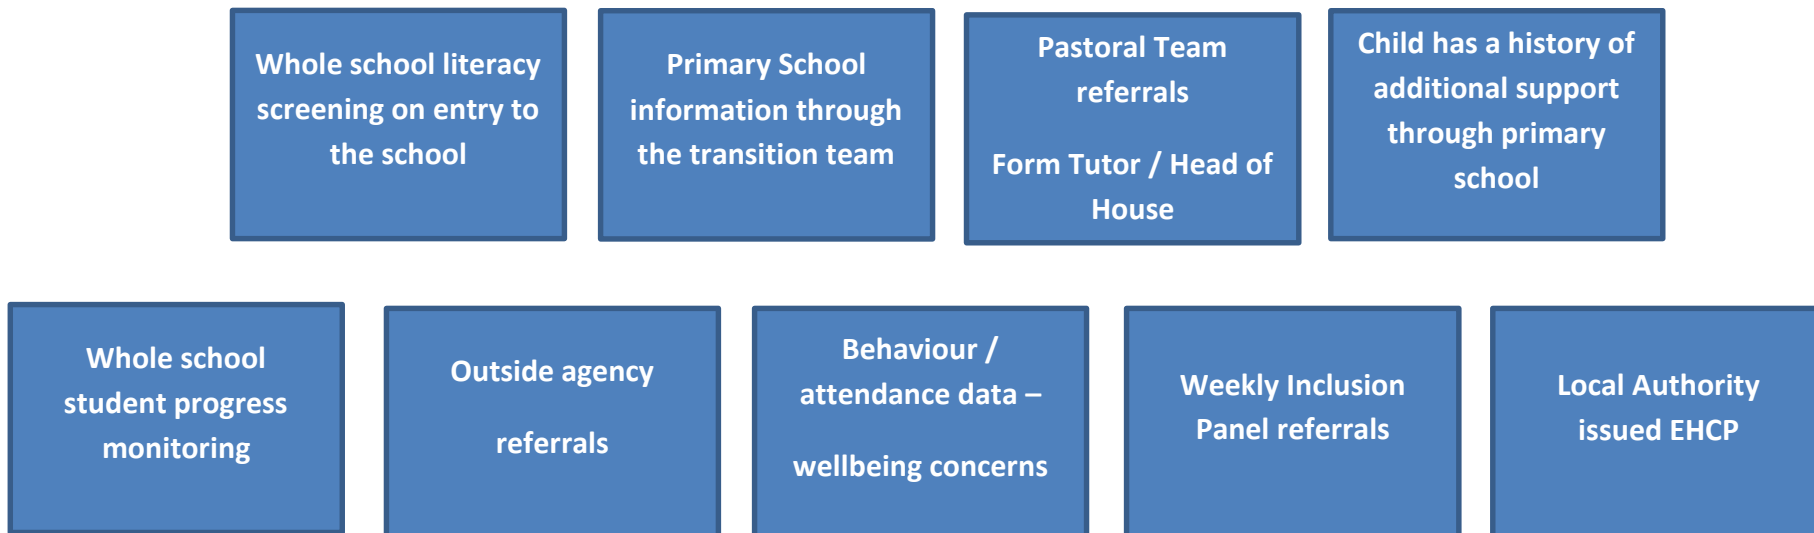 Whole school literacy
screening on entry to
the school
Primary School
information through
the transition team
Pastoral Team
referrals
Form Tutor / Head of
House
Child has a history of
additional support
through primary
school
Whole school
student progress
monitoring
Outside agency
referrals
Behaviour /
attendance data –
wellbeing concerns
Weekly Inclusion
Panel referrals
Local Authority
issued EHCP